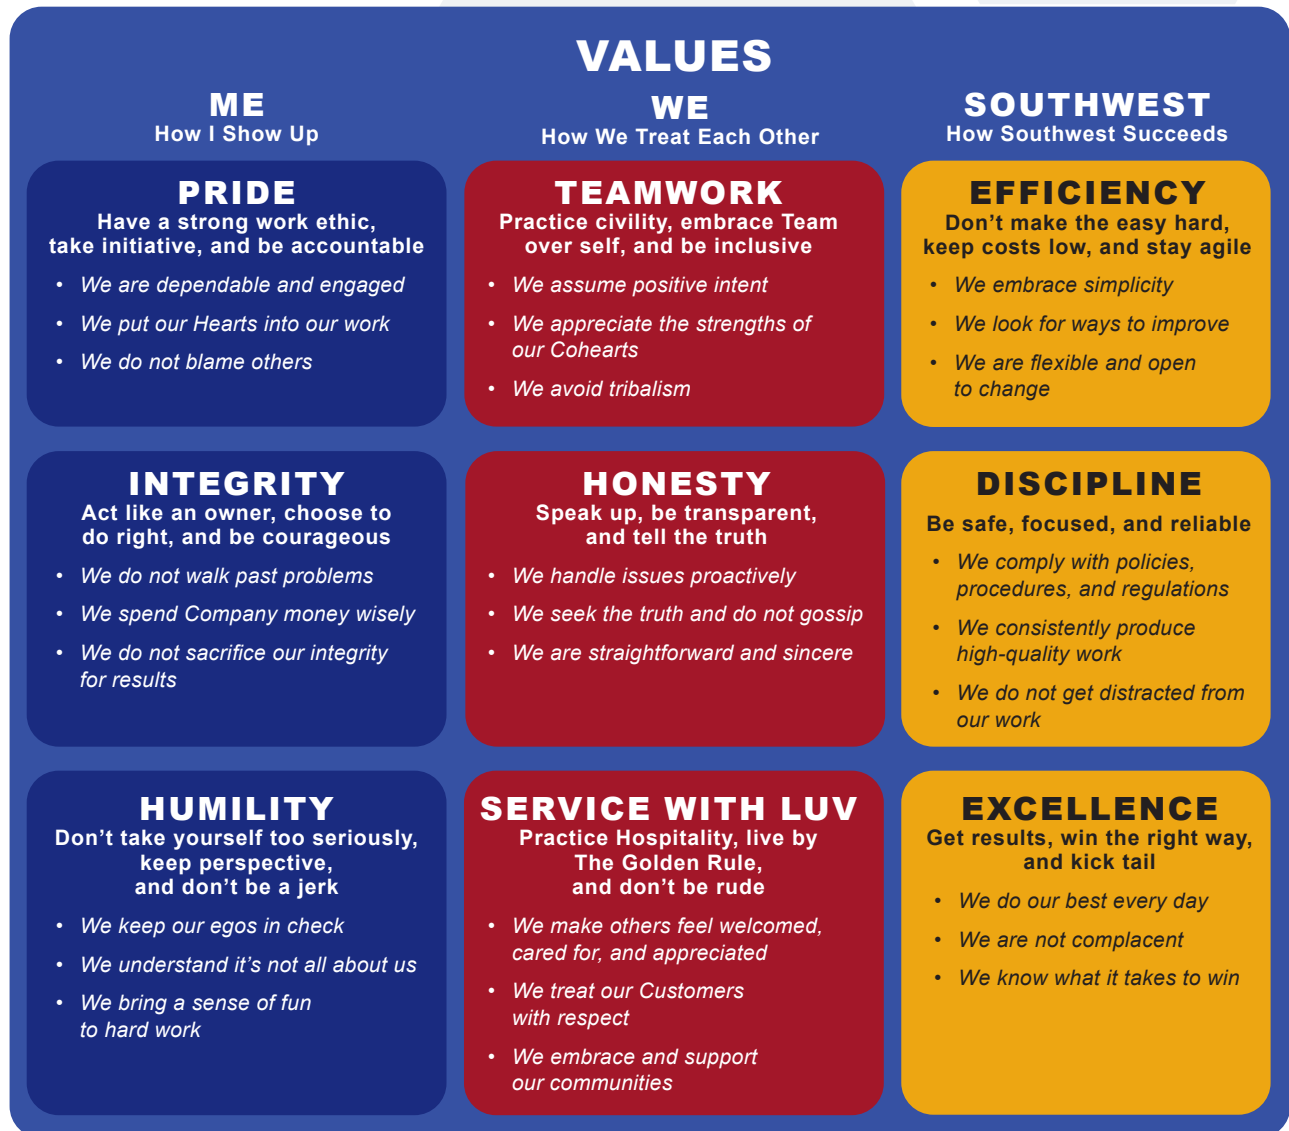 VALUES
ME
How I Show Up
WE
How We Treat Each Other
SOUTHWEST
How Southwest Succeeds
PRIDE
Have a strong work ethic,
take initiative, and be accountable
• We are dependable and engaged
• We put our Hearts into our work
• We do not blame others
TEAMWORK
Practice civility, embrace Team
over self, and be inclusive
• We assume positive intent
• We appreciate the strengths of
our Cohearts
• We avoid tribalism
EFFICIENCY
Don’t make the easy hard,
keep costs low, and stay agile
• We embrace simplicity
• We look for ways to improve
• We are flexible and open
to change
INTEGRITY
Act like an owner, choose to
do right, and be courageous
• We do not walk past problems
• We spend Company money wisely
• We do not sacrifice our integrity
for results
HONESTY
Speak up, be transparent,
and tell the truth
• We handle issues proactively
• We seek the truth and do not gossip
• We are straightforward and sincere
DISCIPLINE
Be safe, focused, and reliable
• We comply with policies,
procedures, and regulations
• We consistently produce
high-quality work
• We do not get distracted from
our work
HUMILITY
Don’t take yourself too seriously,
keep perspective,
and don’t be a jerk
• We keep our egos in check
• We understand it’s not all about us
• We bring a sense of fun
to hard work
SERVICE WITH LUV
Practice Hospitality, live by
The Golden Rule,
and don’t be rude
• We make others feel welcomed,
cared for, and appreciated
• We treat our Customers
with respect
• We embrace and support
our communities
EXCELLENCE
Get results, win the right way,
and kick tail
• We do our best every day
• We are not complacent
• We know what it takes to win